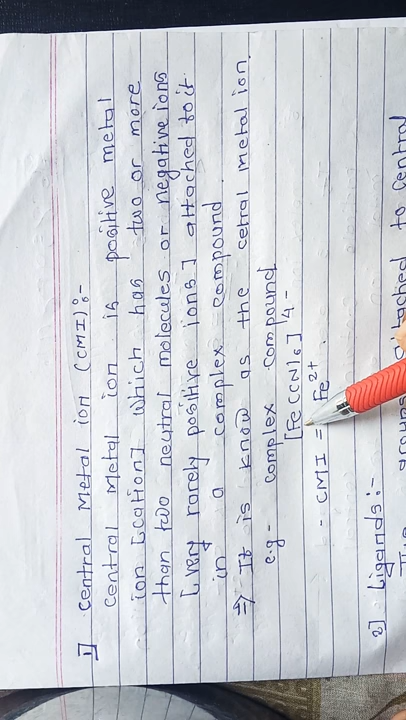 1] Central Metal ion (CMI):-
Central Metal ion is positive metal
ion [cation] which has two or more
than two neutral molecules or negative ions
[very rarely positive ions] attached to it
in a complex compound
⇒ It is know as the cetral metal ion.
e.g - complex compound
[Fe(CN)6]4-
- CMI = Fe2+
2] Ligands:-
attached to central